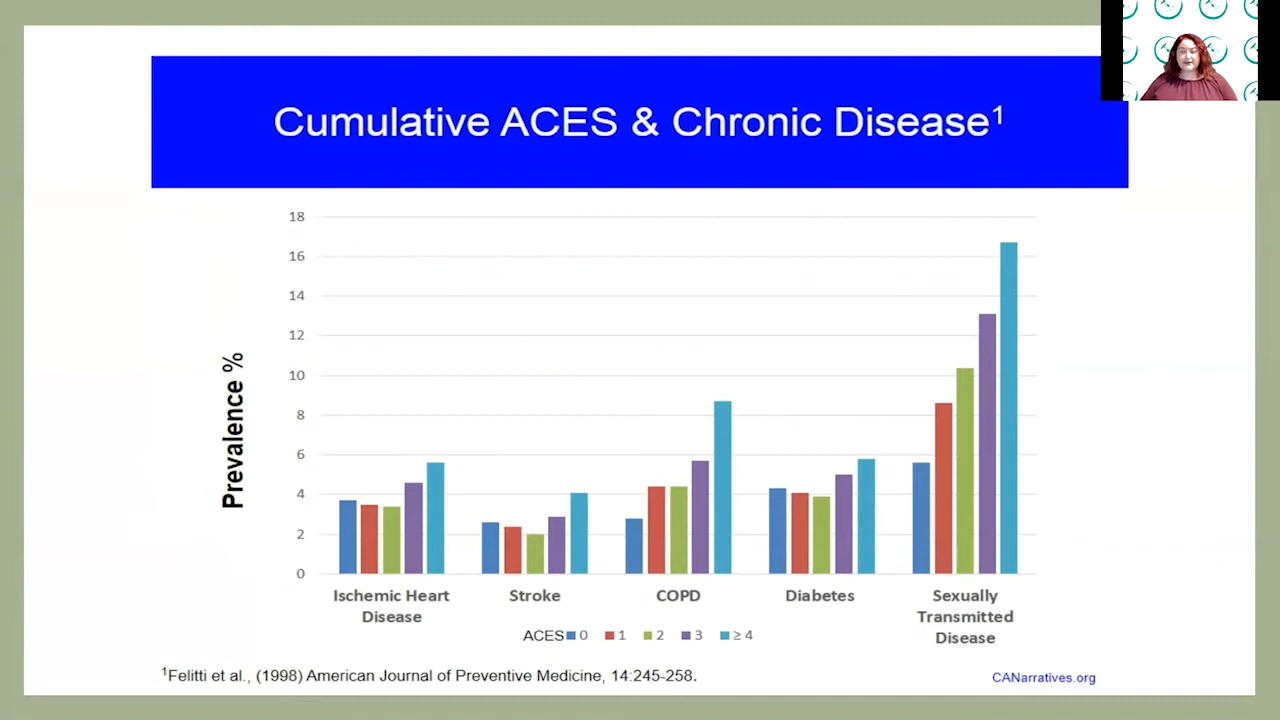 Cumulative ACES & Chronic Disease¹
18
16
14
12
10
8
6
4
2
0
Prevalence %
Ischemic Heart
Disease
Stroke
COPD
Diabetes
Sexually
Transmitted
Disease
ACES 0 1 2 3 ≥ 4
¹Felitti et al., (1998) American Journal of Preventive Medicine, 14:245-258.
CANarratives.org